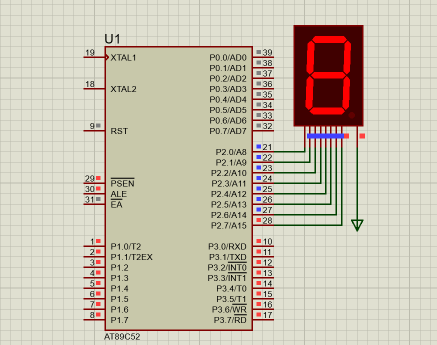 U1
19 XTAL1 P0.0/AD0 39
P0.1/AD1 38
P0.2/AD2 37
18 XTAL2 P0.3/AD3 36
P0.4/AD4 35
P0.5/AD5 34
P0.6/AD6 33
9 RST P0.7/AD7 32
P2.0/A8 21
P2.1/A9 22
P2.2/A10 23
29 PSEN P2.3/A11 24
30 ALE P2.4/A12 25
31 EA P2.5/A13 26
P2.6/A14 27
P2.7/A15 28
1 P1.0/T2 P3.0/RXD 10
2 P1.1/T2EX P3.1/TXD 11
3 P1.2 P3.2/INT0 12
4 P1.3 P3.3/INT1 13
5 P1.4 P3.4/T0 14
6 P1.5 P3.5/T1 15
7 P1.6 P3.6/WR 16
8 P1.7 P3.7/RD 17
AT89C52